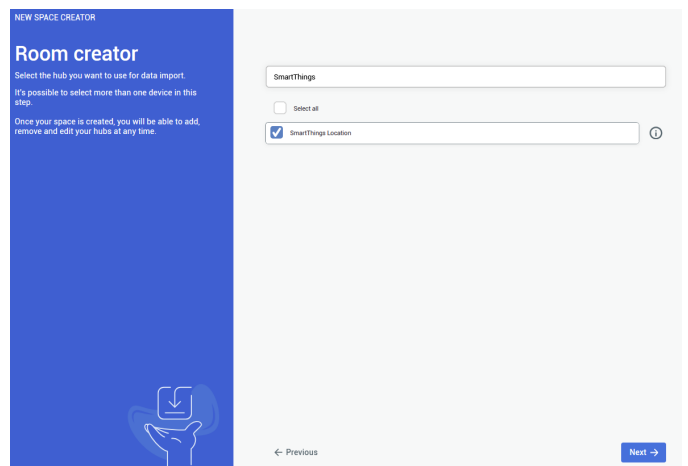 NEW SPACE CREATOR
Room creator
Select the hub you want to use for data import.
It's possible to select more than one device in this
step.
Once your space is created, you will be able to add,
remove and edit your hubs at any time.
SmartThings
Select all
SmartThings Location
← Previous
Next →